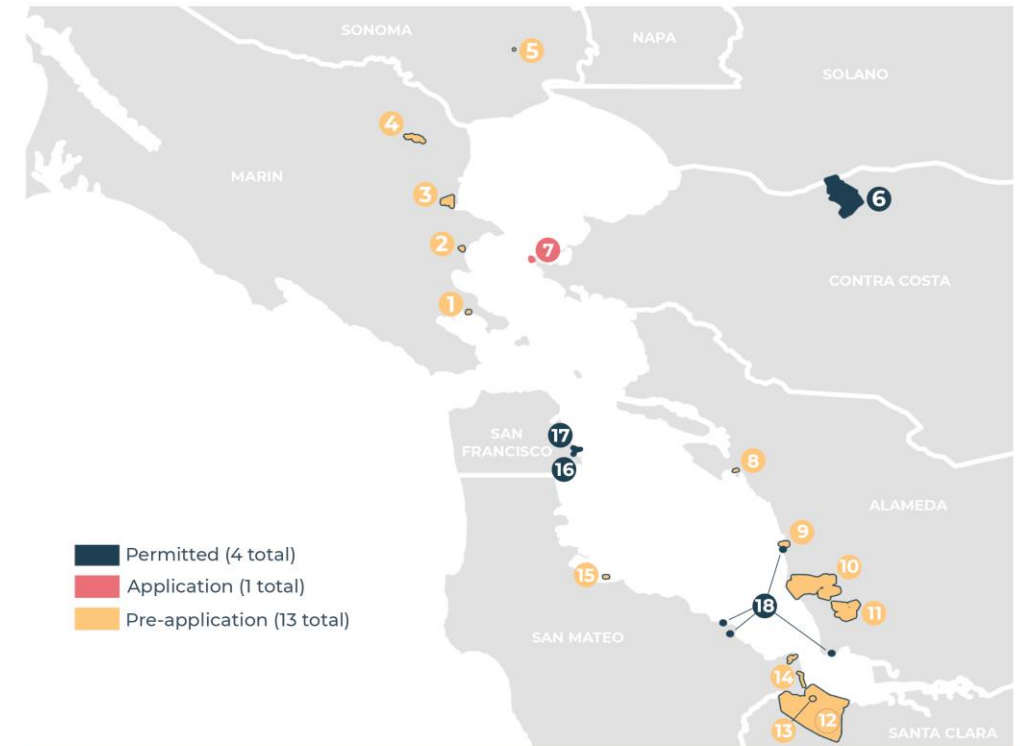 SONOMA
NAPA
5
SOLANO
4
MARIN
3
6
2
7
CONTRA COSTA
1
17
SAN
FRANCISCO
16
8
ALAMEDA
9
Permitted (4 total)
Application (1 total)
Pre-application (13 total)
10
15
18
11
SAN MATEO
14
12
13
SANTA CLARA